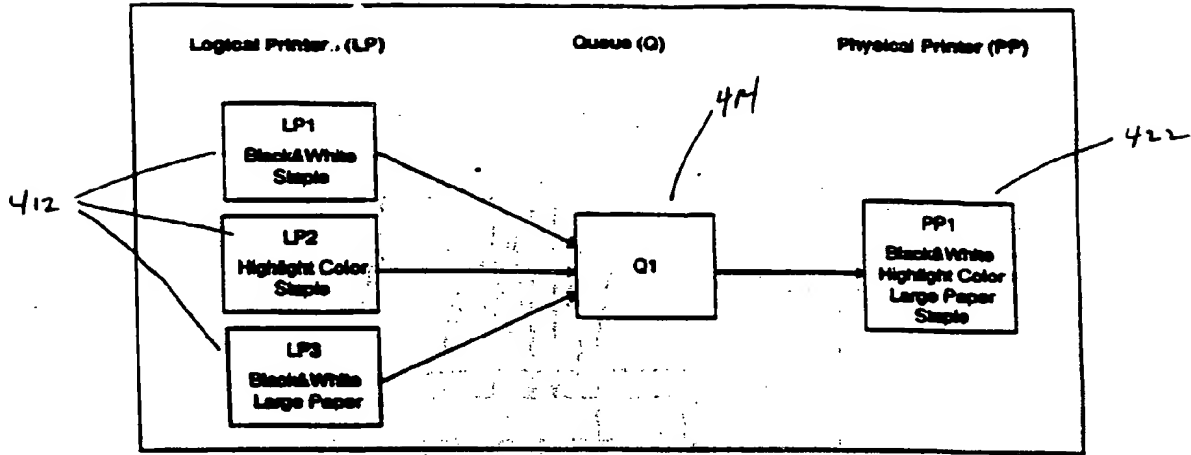 Logical Printer.. (LP) Queue (Q) Physical Printer (PP)
LP1
Black&White
Staple
LP2
Highlight Color
Staple
LP3
Black&White
Large Paper
Q1
PP1
Black&White
Highlight Color
Large Paper
Staple
412
422